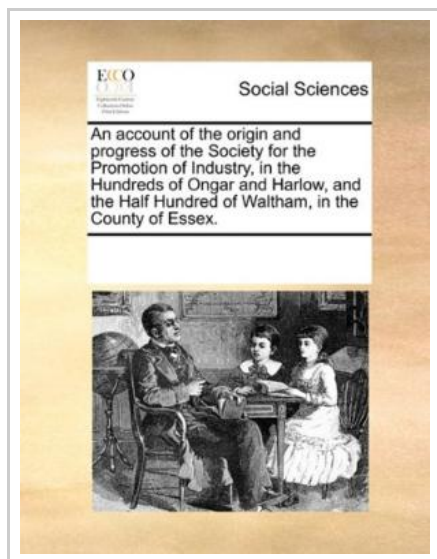 ECCO
Social Sciences
An account of the origin and
progress of the Society for the
Promotion of Industry, in the
Hundreds of Ongar and Harlow, and
the Half Hundred of Waltham, in the
County of Essex.